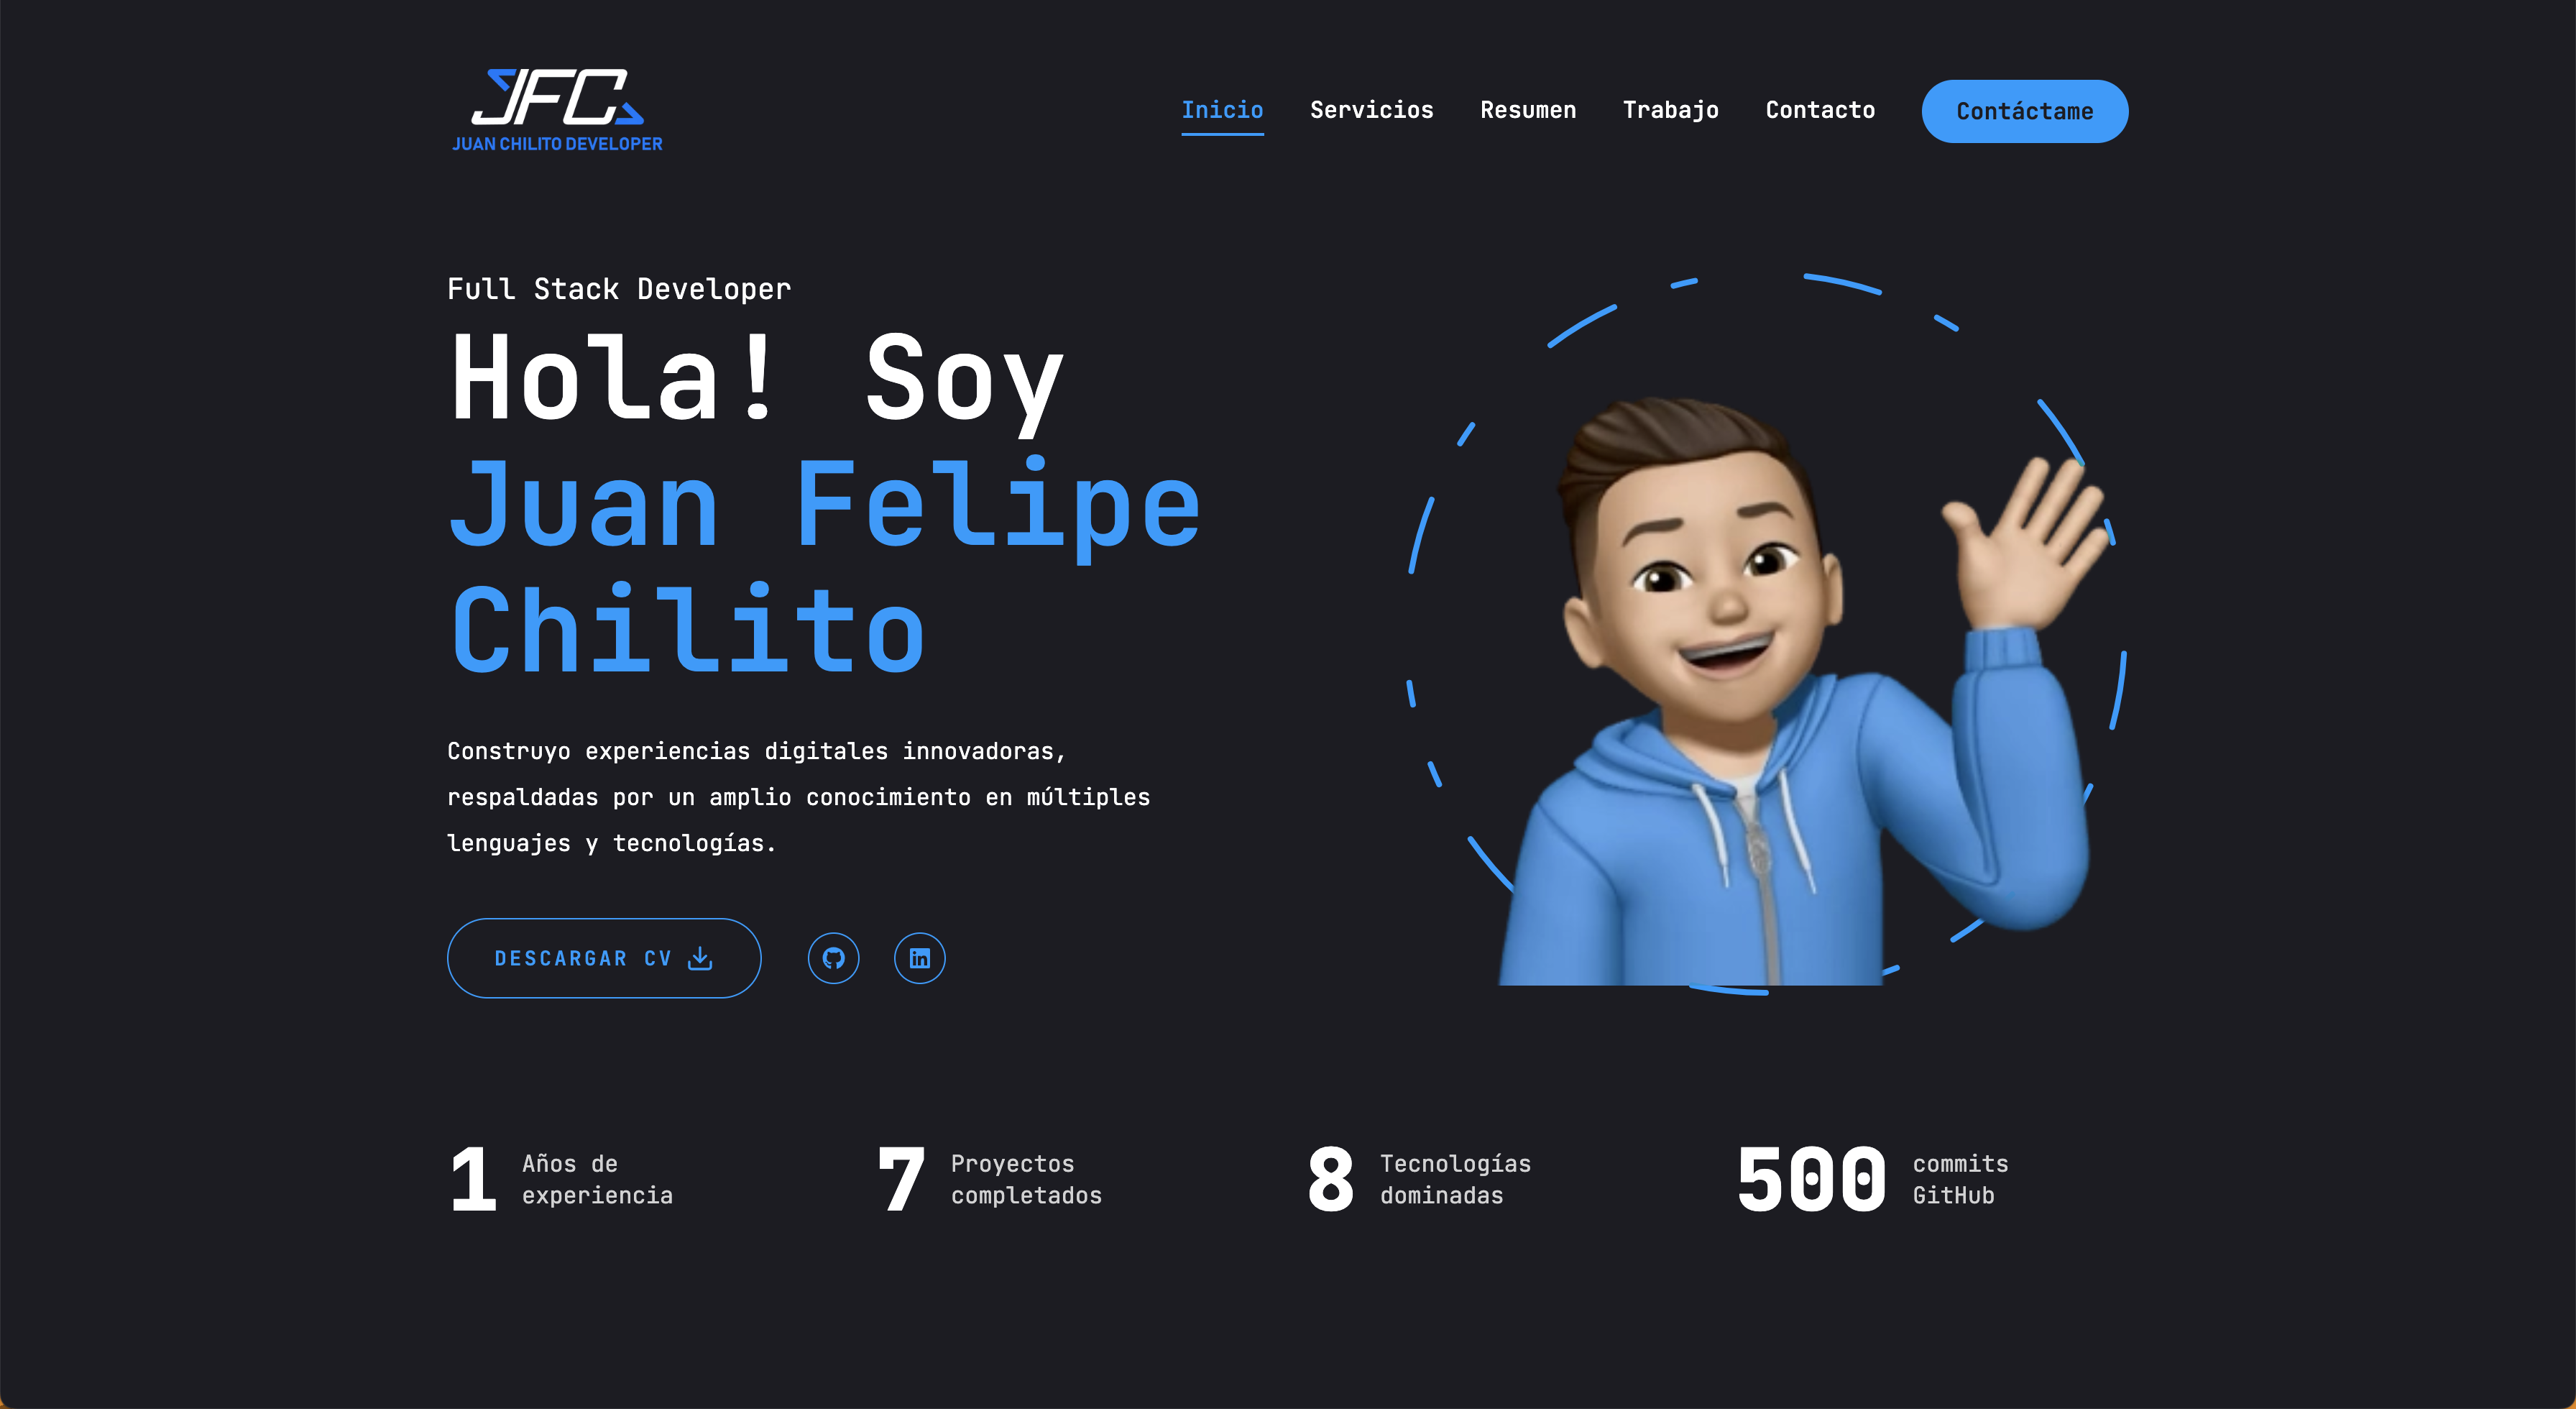 JFC
JUAN CHILITO DEVELOPER
Inicio
Servicios
Resumen
Trabajo
Contacto
Contáctame
Full Stack Developer
Hola! Soy
Juan Felipe
Chilito
Construyo experiencias digitales innovadoras,
respaldadas por un amplio conocimiento en múltiples
lenguajes y tecnologías.
DESCARGAR CV
in
1
Años de
experiencia
7
Proyectos
completados
8
Tecnologías
dominadas
500
commits
GitHub